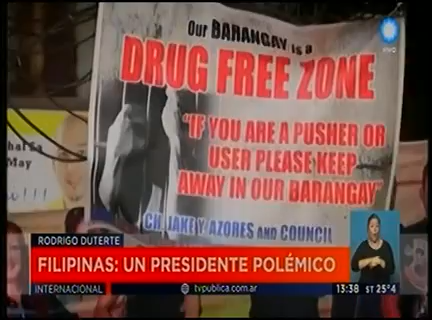 Our BARANGAY is a
DRUG FREE ZONE
"IF YOU ARE A PUSHER OR
USER PLEASE KEEP
AWAY IN OUR BARANGAY"
CH. JAKE Y AZORES AND COUNCIL
May
VIVO
RODRIGO DUTERTE
FILIPINAS: UN PRESIDENTE POLÉMICO
INTERNACIONAL
tvpublica.com.ar
13:38 ST 25°4